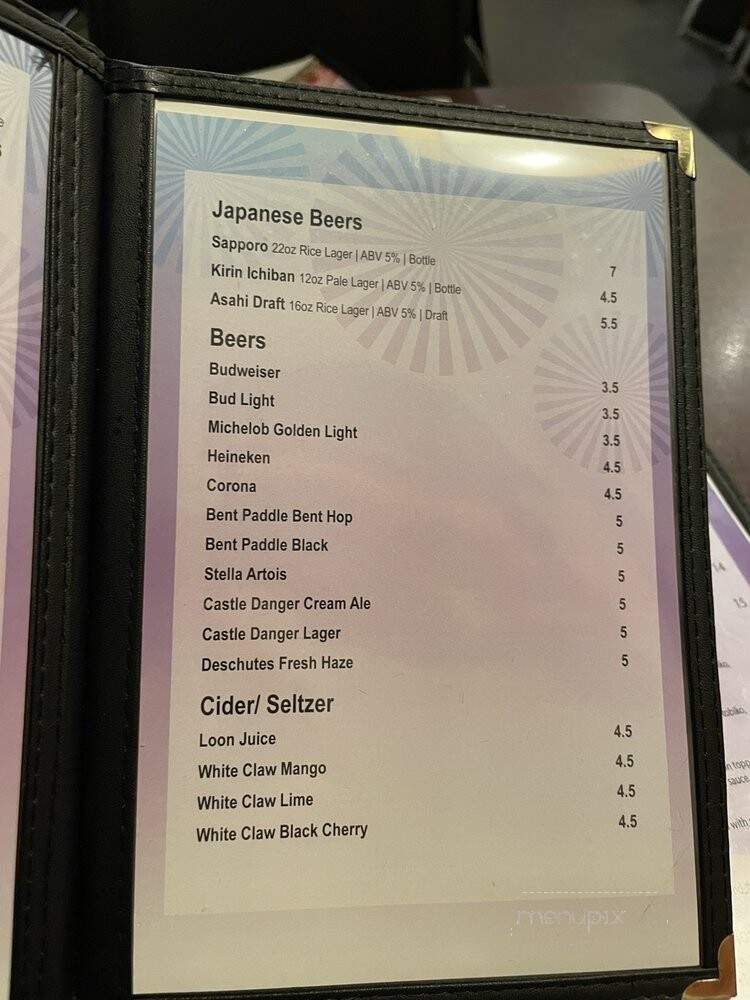 Japanese Beers
Sapporo 22oz Rice Lager | ABV 5% | Bottle 7
Kirin Ichiban 12oz Pale Lager | ABV 5% | Bottle 4.5
Asahi Draft 16oz Rice Lager | ABV 5% | Draft 5.5
Beers
Budweiser 3.5
Bud Light 3.5
Michelob Golden Light 3.5
Heineken 4.5
Corona 4.5
Bent Paddle Bent Hop 5
Bent Paddle Black 5
Stella Artois 5
Castle Danger Cream Ale 5
Castle Danger Lager 5
Deschutes Fresh Haze 5
Cider/ Seltzer
Loon Juice 4.5
White Claw Mango 4.5
White Claw Lime 4.5
White Claw Black Cherry 4.5
menupix
14
15
sauce
with